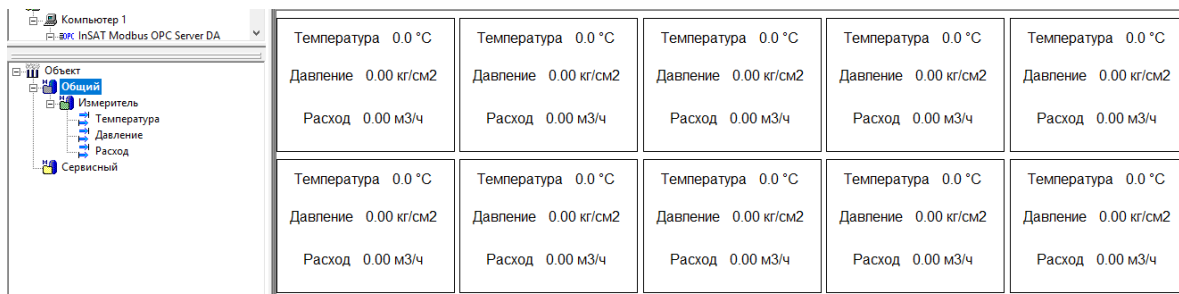 Компьютер 1
OPC InSAT Modbus OPC Server DA
Объект
Общий
Измеритель
Температура
Давление
Расход
Сервисный
Температура 0.0 °C Температура 0.0 °C Температура 0.0 °C Температура 0.0 °C Температура 0.0 °C
Давление 0.00 кг/см2 Давление 0.00 кг/см2 Давление 0.00 кг/см2 Давление 0.00 кг/см2 Давление 0.00 кг/см2
Расход 0.00 м3/ч Расход 0.00 м3/ч Расход 0.00 м3/ч Расход 0.00 м3/ч Расход 0.00 м3/ч
Температура 0.0 °C Температура 0.0 °C Температура 0.0 °C Температура 0.0 °C Температура 0.0 °C
Давление 0.00 кг/см2 Давление 0.00 кг/см2 Давление 0.00 кг/см2 Давление 0.00 кг/см2 Давление 0.00 кг/см2
Расход 0.00 м3/ч Расход 0.00 м3/ч Расход 0.00 м3/ч Расход 0.00 м3/ч Расход 0.00 м3/ч